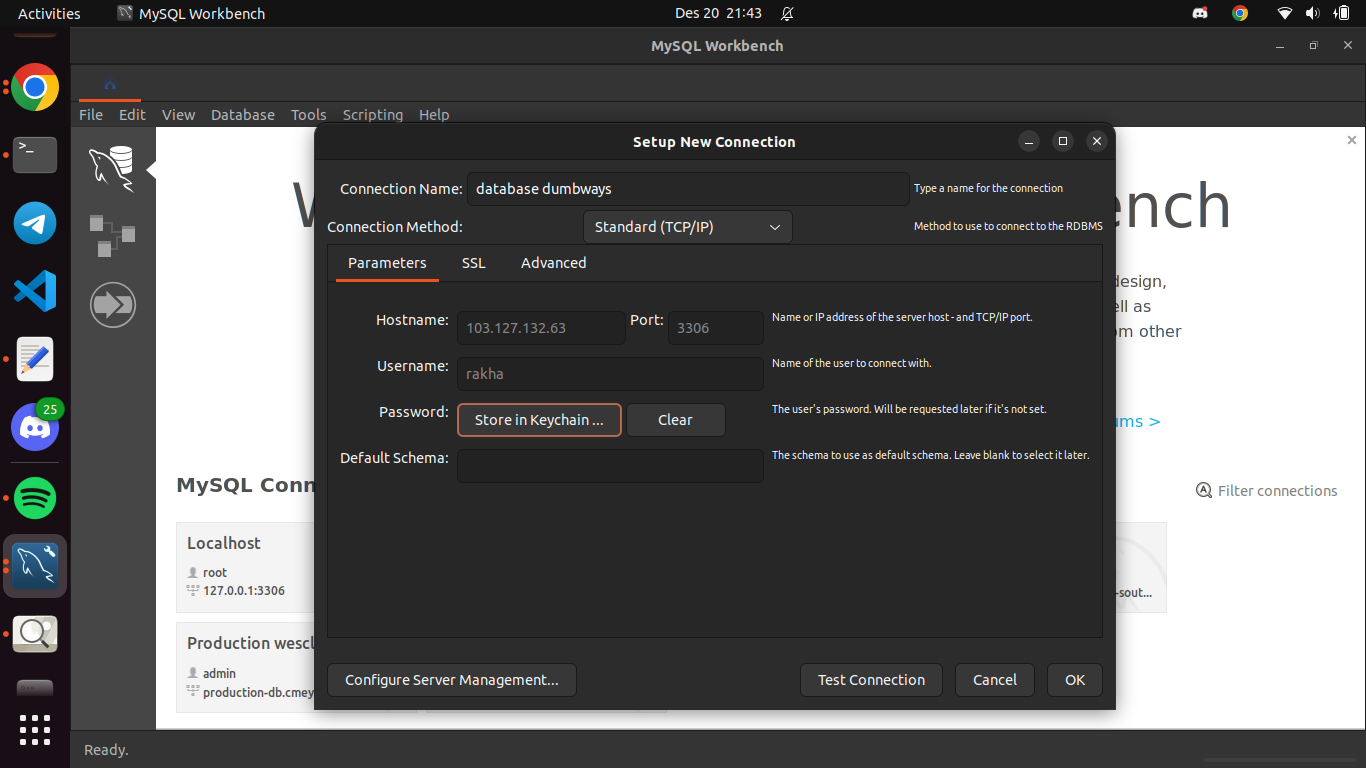 Activities
MySQL Workbench
Des 20 21:43
MySQL Workbench
File Edit View Database Tools Scripting Help
Setup New Connection
Connection Name: database dumbways Type a name for the connection
Connection Method: Standard (TCP/IP) Method to use to connect to the RDBMS
Parameters SSL Advanced
Hostname: 103.127.132.63 Port: 3306 Name or IP address of the server host - and TCP/IP port.
Username: rakha Name of the user to connect with.
Password: Store in Keychain ... Clear The user's password. Will be requested later if it's not set.
Default Schema: The schema to use as default schema. Leave blank to select it later.
Configure Server Management... Test Connection Cancel OK
W
ench
design,
ll as
om other
ums >
MySQL Conn
Filter connections
Localhost
root
127.0.0.1:3306
-sout...
Production wescl
admin
production-db.cmey
25
Ready.